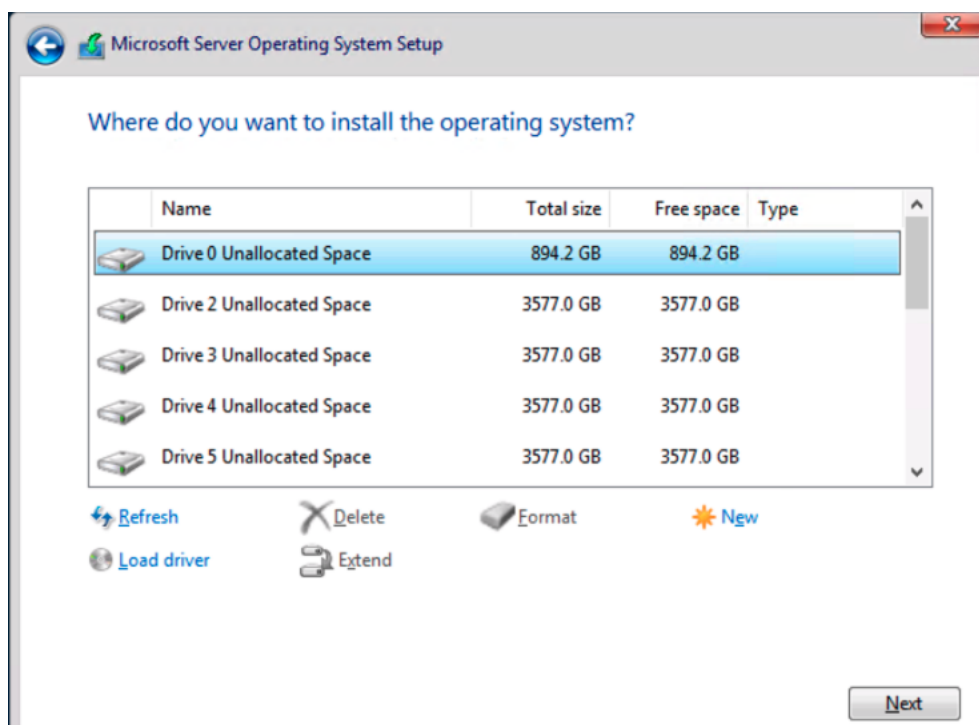 Microsoft Server Operating System Setup
Where do you want to install the operating system?
Name Total size Free space Type
Drive 0 Unallocated Space 894.2 GB 894.2 GB
Drive 2 Unallocated Space 3577.0 GB 3577.0 GB
Drive 3 Unallocated Space 3577.0 GB 3577.0 GB
Drive 4 Unallocated Space 3577.0 GB 3577.0 GB
Drive 5 Unallocated Space 3577.0 GB 3577.0 GB
Refresh Delete Format New
Load driver Extend
Next